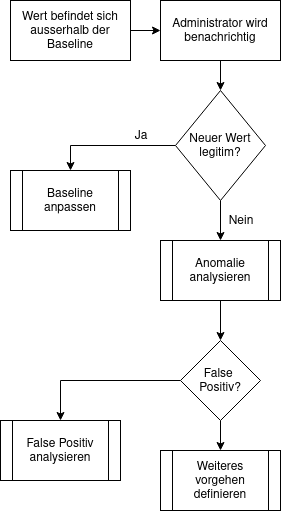 Wert befindet sich
ausserhalb der
Baseline
Administrator wird
benachrichtig
Neuer Wert
legitim?
Ja
Baseline
anpassen
Nein
Anomalie
analysieren
False
Positiv?
False Positiv
analysieren
Weiteres
vorgehen
definieren